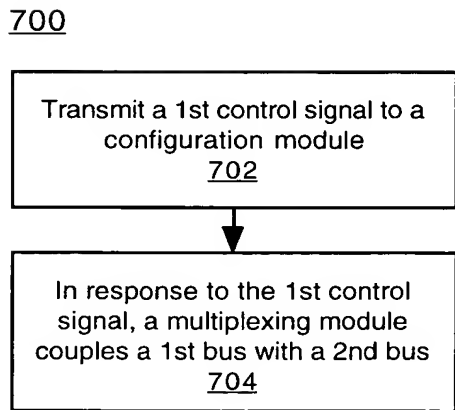 700
Transmit a 1st control signal to a
configuration module
702
In response to the 1st control
signal, a multiplexing module
couples a 1st bus with a 2nd bus
704